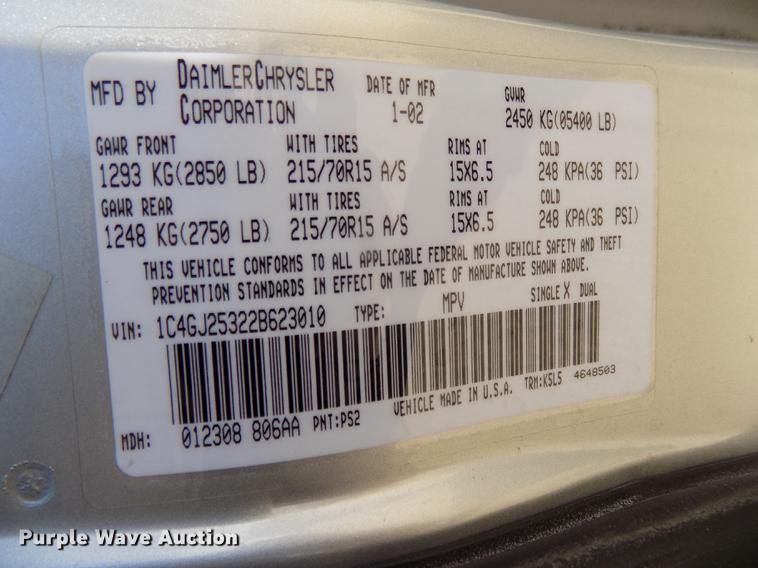 MFD BY DAIMLERCHRYSLER CORPORATION DATE OF MFR 1-02 GVWR 2450 KG(05400 LB)
GAWR FRONT WITH TIRES RIMS AT COLD
1293 KG(2850 LB) 215/70R15 A/S 15X6.5 248 KPA(36 PSI)
GAWR REAR WITH TIRES RIMS AT COLD
1248 KG(2750 LB) 215/70R15 A/S 15X6.5 248 KPA(36 PSI)
THIS VEHICLE CONFORMS TO ALL APPLICABLE FEDERAL MOTOR VEHICLE SAFETY AND THEFT
PREVENTION STANDARDS IN EFFECT ON THE DATE OF MANUFACTURE SHOWN ABOVE.
VIN: 1C4GJ25322B623010 TYPE: MPV SINGLE X DUAL
MDH: 012308 806AA PNT:PS2 VEHICLE MADE IN U.S.A. TRM:K5L5 4648503
Purple Wave Auction